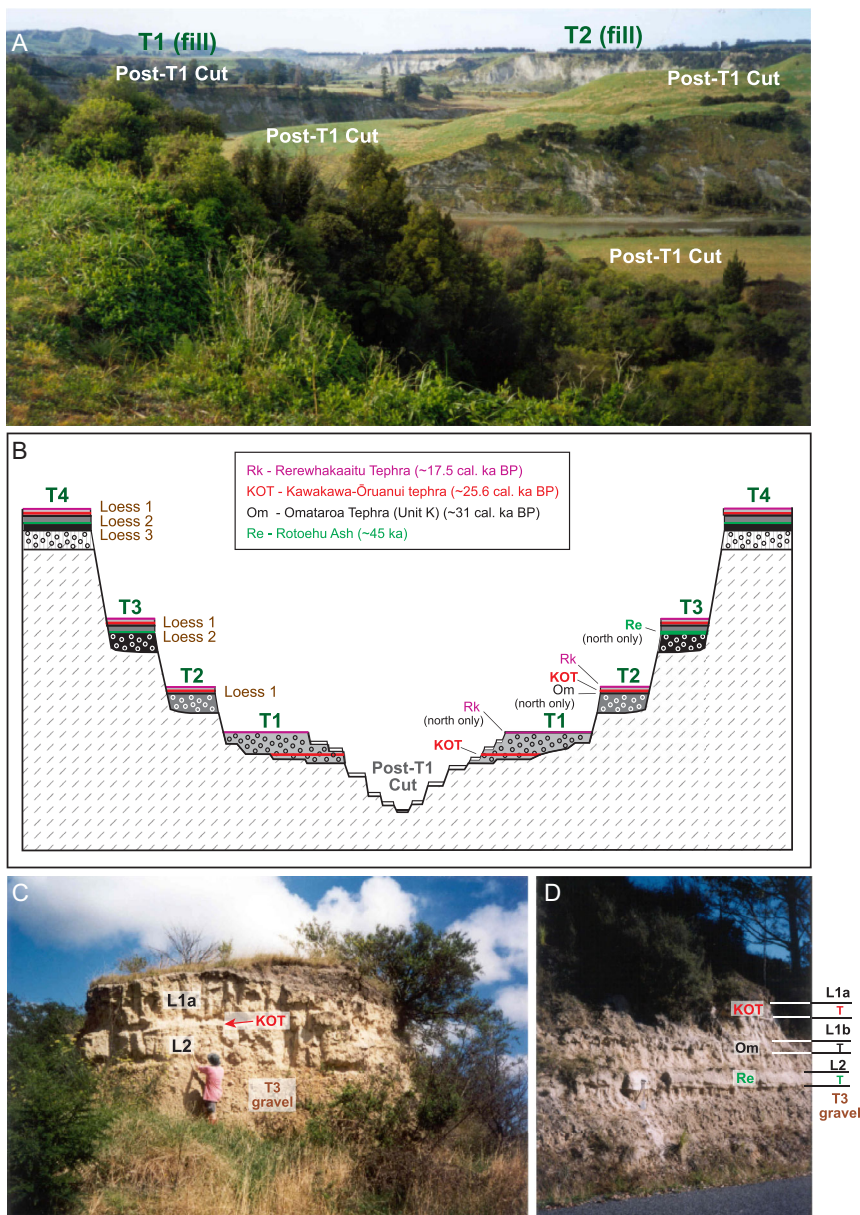 A
T1 (fill)
T2 (fill)
Post-T1 Cut
Post-T1 Cut
Post-T1 Cut
Post-T1 Cut
B
Rk - Rerewhakaaitu Tephra (~17.5 cal. ka BP)
KOT - Kawakawa-Ōruanui tephra (~25.6 cal. ka BP)
Om - Omataroa Tephra (Unit K) (~31 cal. ka BP)
Re - Rotoehu Ash (~45 ka)
T4
Loess 1
Loess 2
Loess 3
T4
T3
Loess 1
Loess 2
T3
Re
(north only)
T2
Loess 1
Rk
KOT
Om
(north only)
T2
T1
Rk
(north only)
T1
KOT
Post-T1
Cut
C
L1a
KOT
L2
T3
gravel
D
L1a
KOT
T
L1b
Om
T
L2
Re
T
T3
gravel